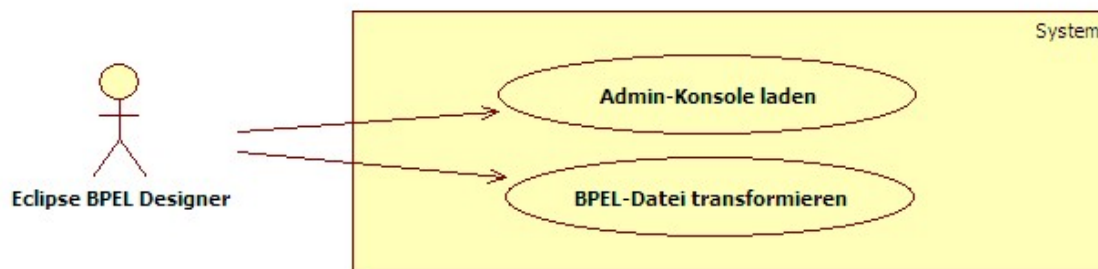 System
Admin-Konsole laden
Eclipse BPEL Designer
BPEL-Datei transformieren